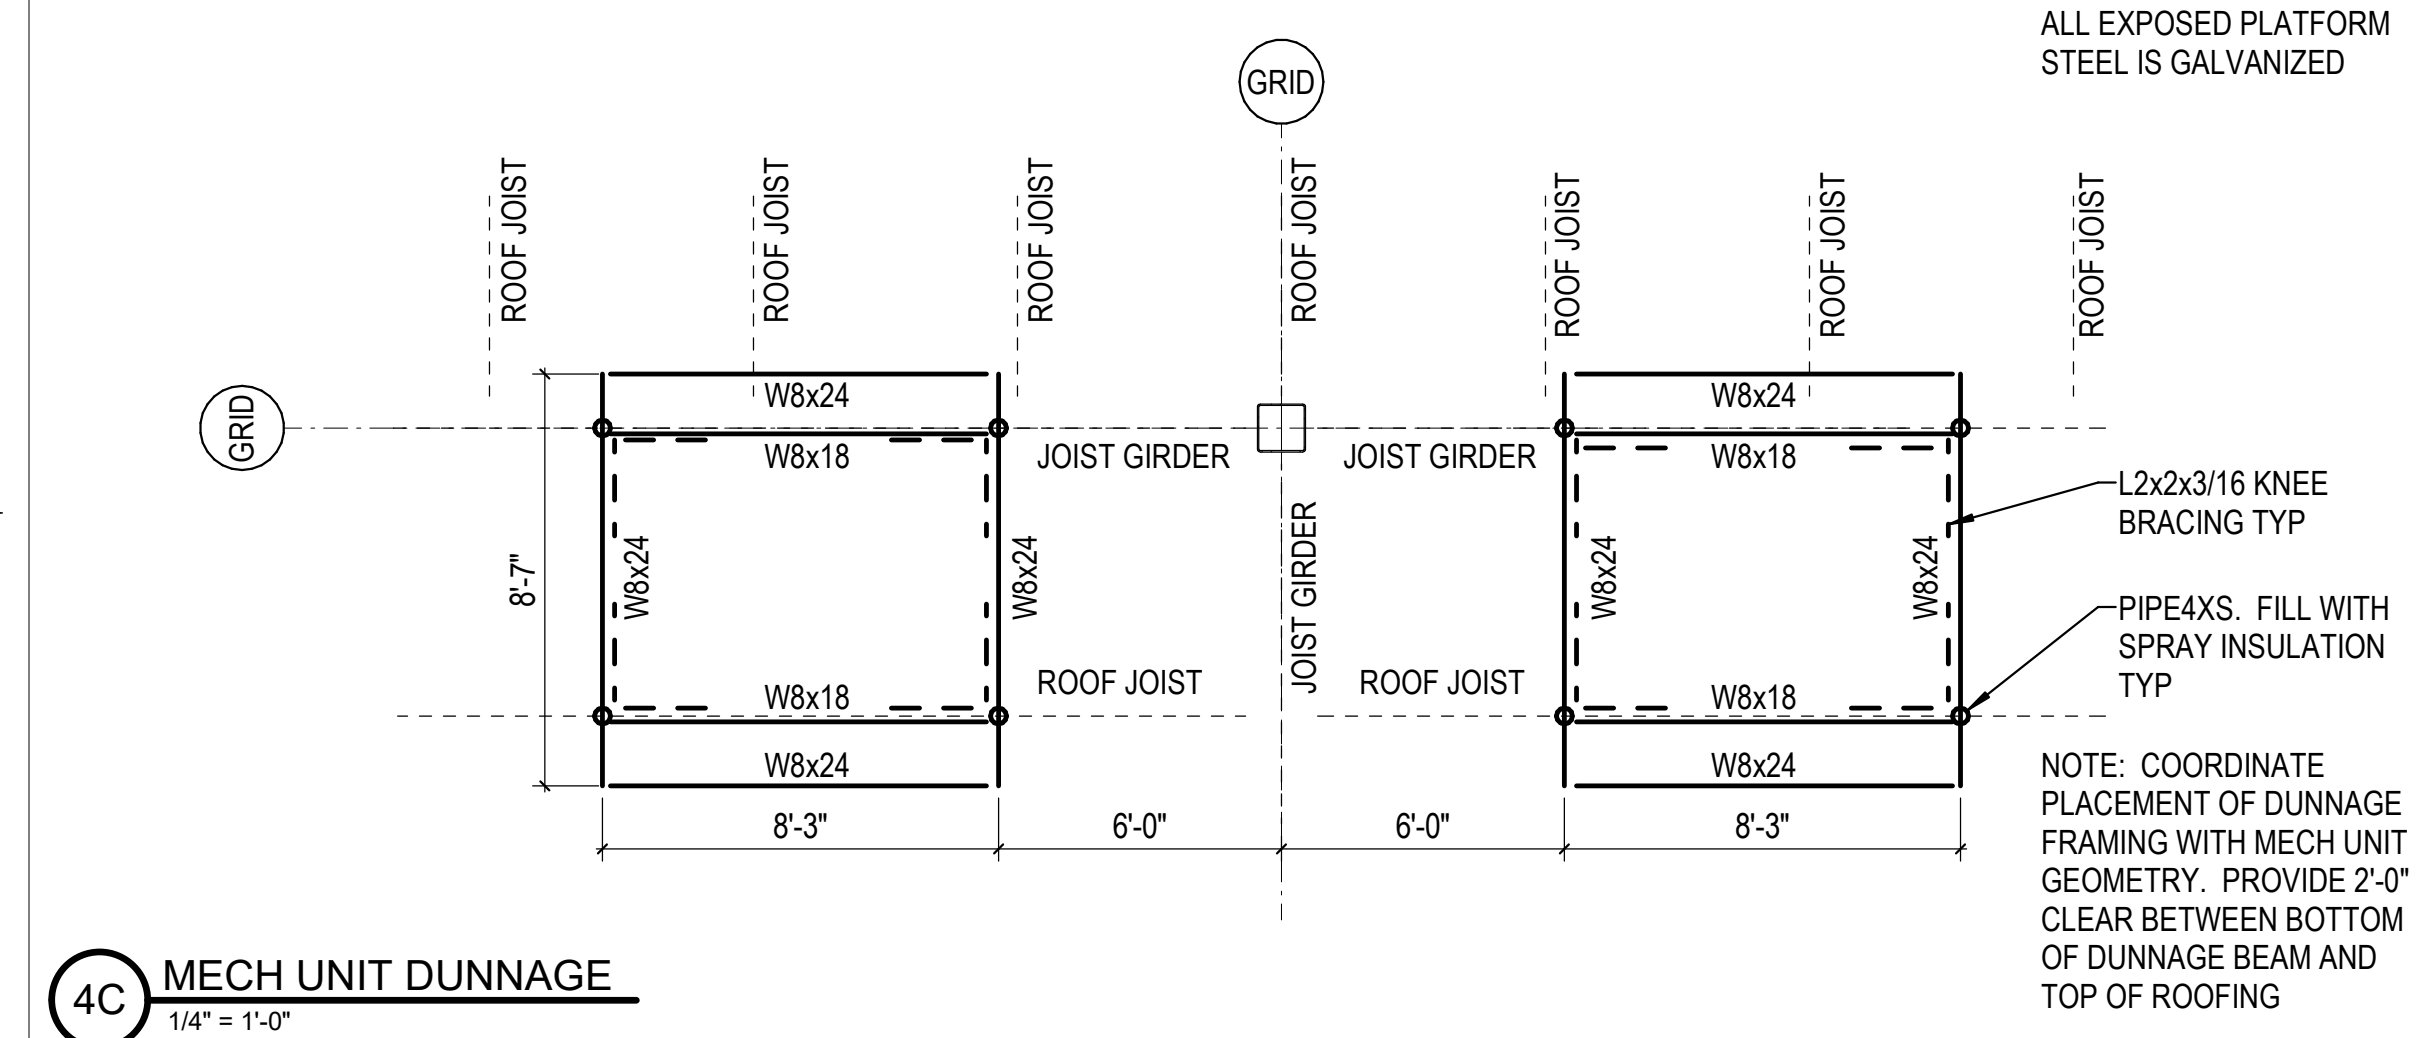 ALL EXPOSED PLATFORM
STEEL IS GALVANIZED
GRID
ROOF JOIST
ROOF JOIST
ROOF JOIST
ROOF JOIST
ROOF JOIST
ROOF JOIST
ROOF JOIST
GRID
W8x24
W8x24
W8x18
JOIST GIRDER
JOIST GIRDER
W8x18
L2x2x3/16 KNEE
BRACING TYP
8'-7"
W8x24
W8x24
JOIST GIRDER
W8x24
W8x24
PIPE4XS.  FILL WITH
SPRAY INSULATION
TYP
W8x18
ROOF JOIST
ROOF JOIST
W8x18
W8x24
W8x24
8'-3"
6'-0"
6'-0"
8'-3"
NOTE:  COORDINATE
PLACEMENT OF DUNNAGE
FRAMING WITH MECH UNIT
GEOMETRY.  PROVIDE 2'-0"
CLEAR BETWEEN BOTTOM
OF DUNNAGE BEAM AND
TOP OF ROOFING
4C
MECH UNIT DUNNAGE
1/4" = 1'-0"